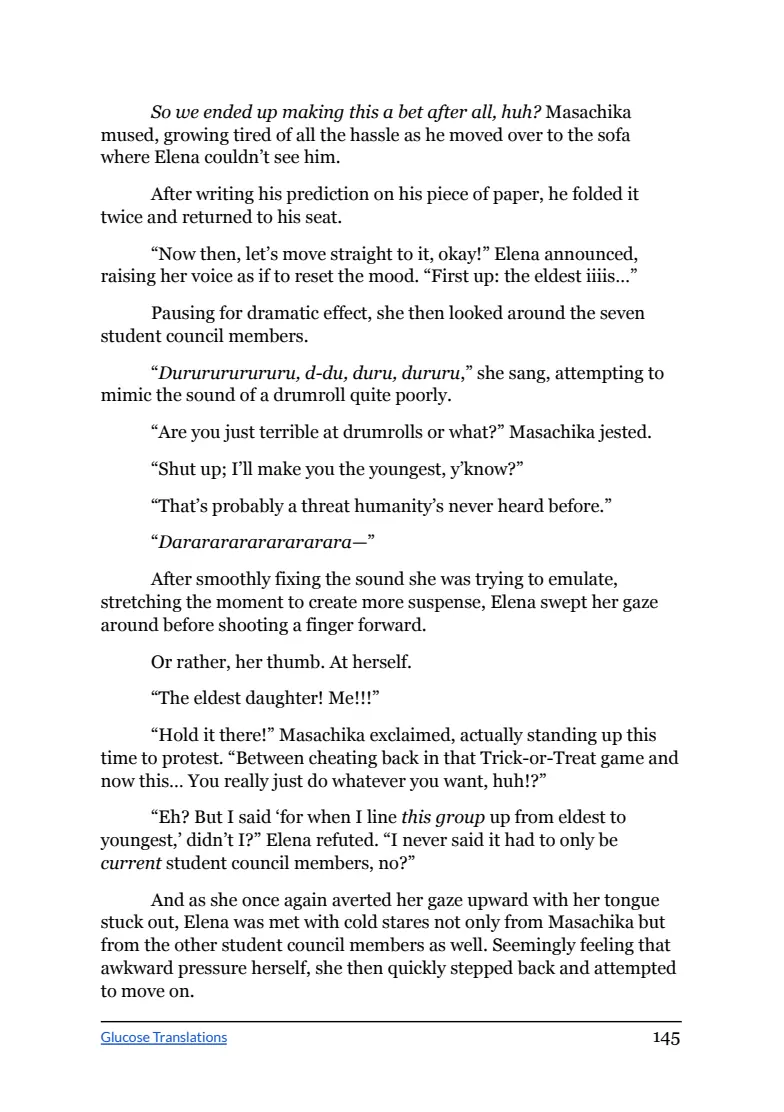 So we ended up making this a bet after all, huh? Masachika
mused, growing tired of all the hassle as he moved over to the sofa
where Elena couldn’t see him.
After writing his prediction on his piece of paper, he folded it
twice and returned to his seat.
“Now then, let’s move straight to it, okay!” Elena announced,
raising her voice as if to reset the mood. “First up: the eldest iiiis…”
Pausing for dramatic effect, she then looked around the seven
student council members.
“Dururururururu, d-du, duru, dururu,” she sang, attempting to
mimic the sound of a drumroll quite poorly.
“Are you just terrible at drumrolls or what?” Masachika jested.
“Shut up; I’ll make you the youngest, y’know?”
“That’s probably a threat humanity’s never heard before.”
“Darararararararara—”
After smoothly fixing the sound she was trying to emulate,
stretching the moment to create more suspense, Elena swept her gaze
around before shooting a finger forward.
Or rather, her thumb. At herself.
“The eldest daughter! Me!!!”
“Hold it there!” Masachika exclaimed, actually standing up this
time to protest. “Between cheating back in that Trick-or-Treat game and
now this… You really just do whatever you want, huh!?”
“Eh? But I said ‘for when I line this group up from eldest to
youngest,’ didn’t I?” Elena refuted. “I never said it had to only be
current student council members, no?”
And as she once again averted her gaze upward with her tongue
stuck out, Elena was met with cold stares not only from Masachika but
from the other student council members as well. Seemingly feeling that
awkward pressure herself, she then quickly stepped back and attempted
to move on.
Glucose Translations
145